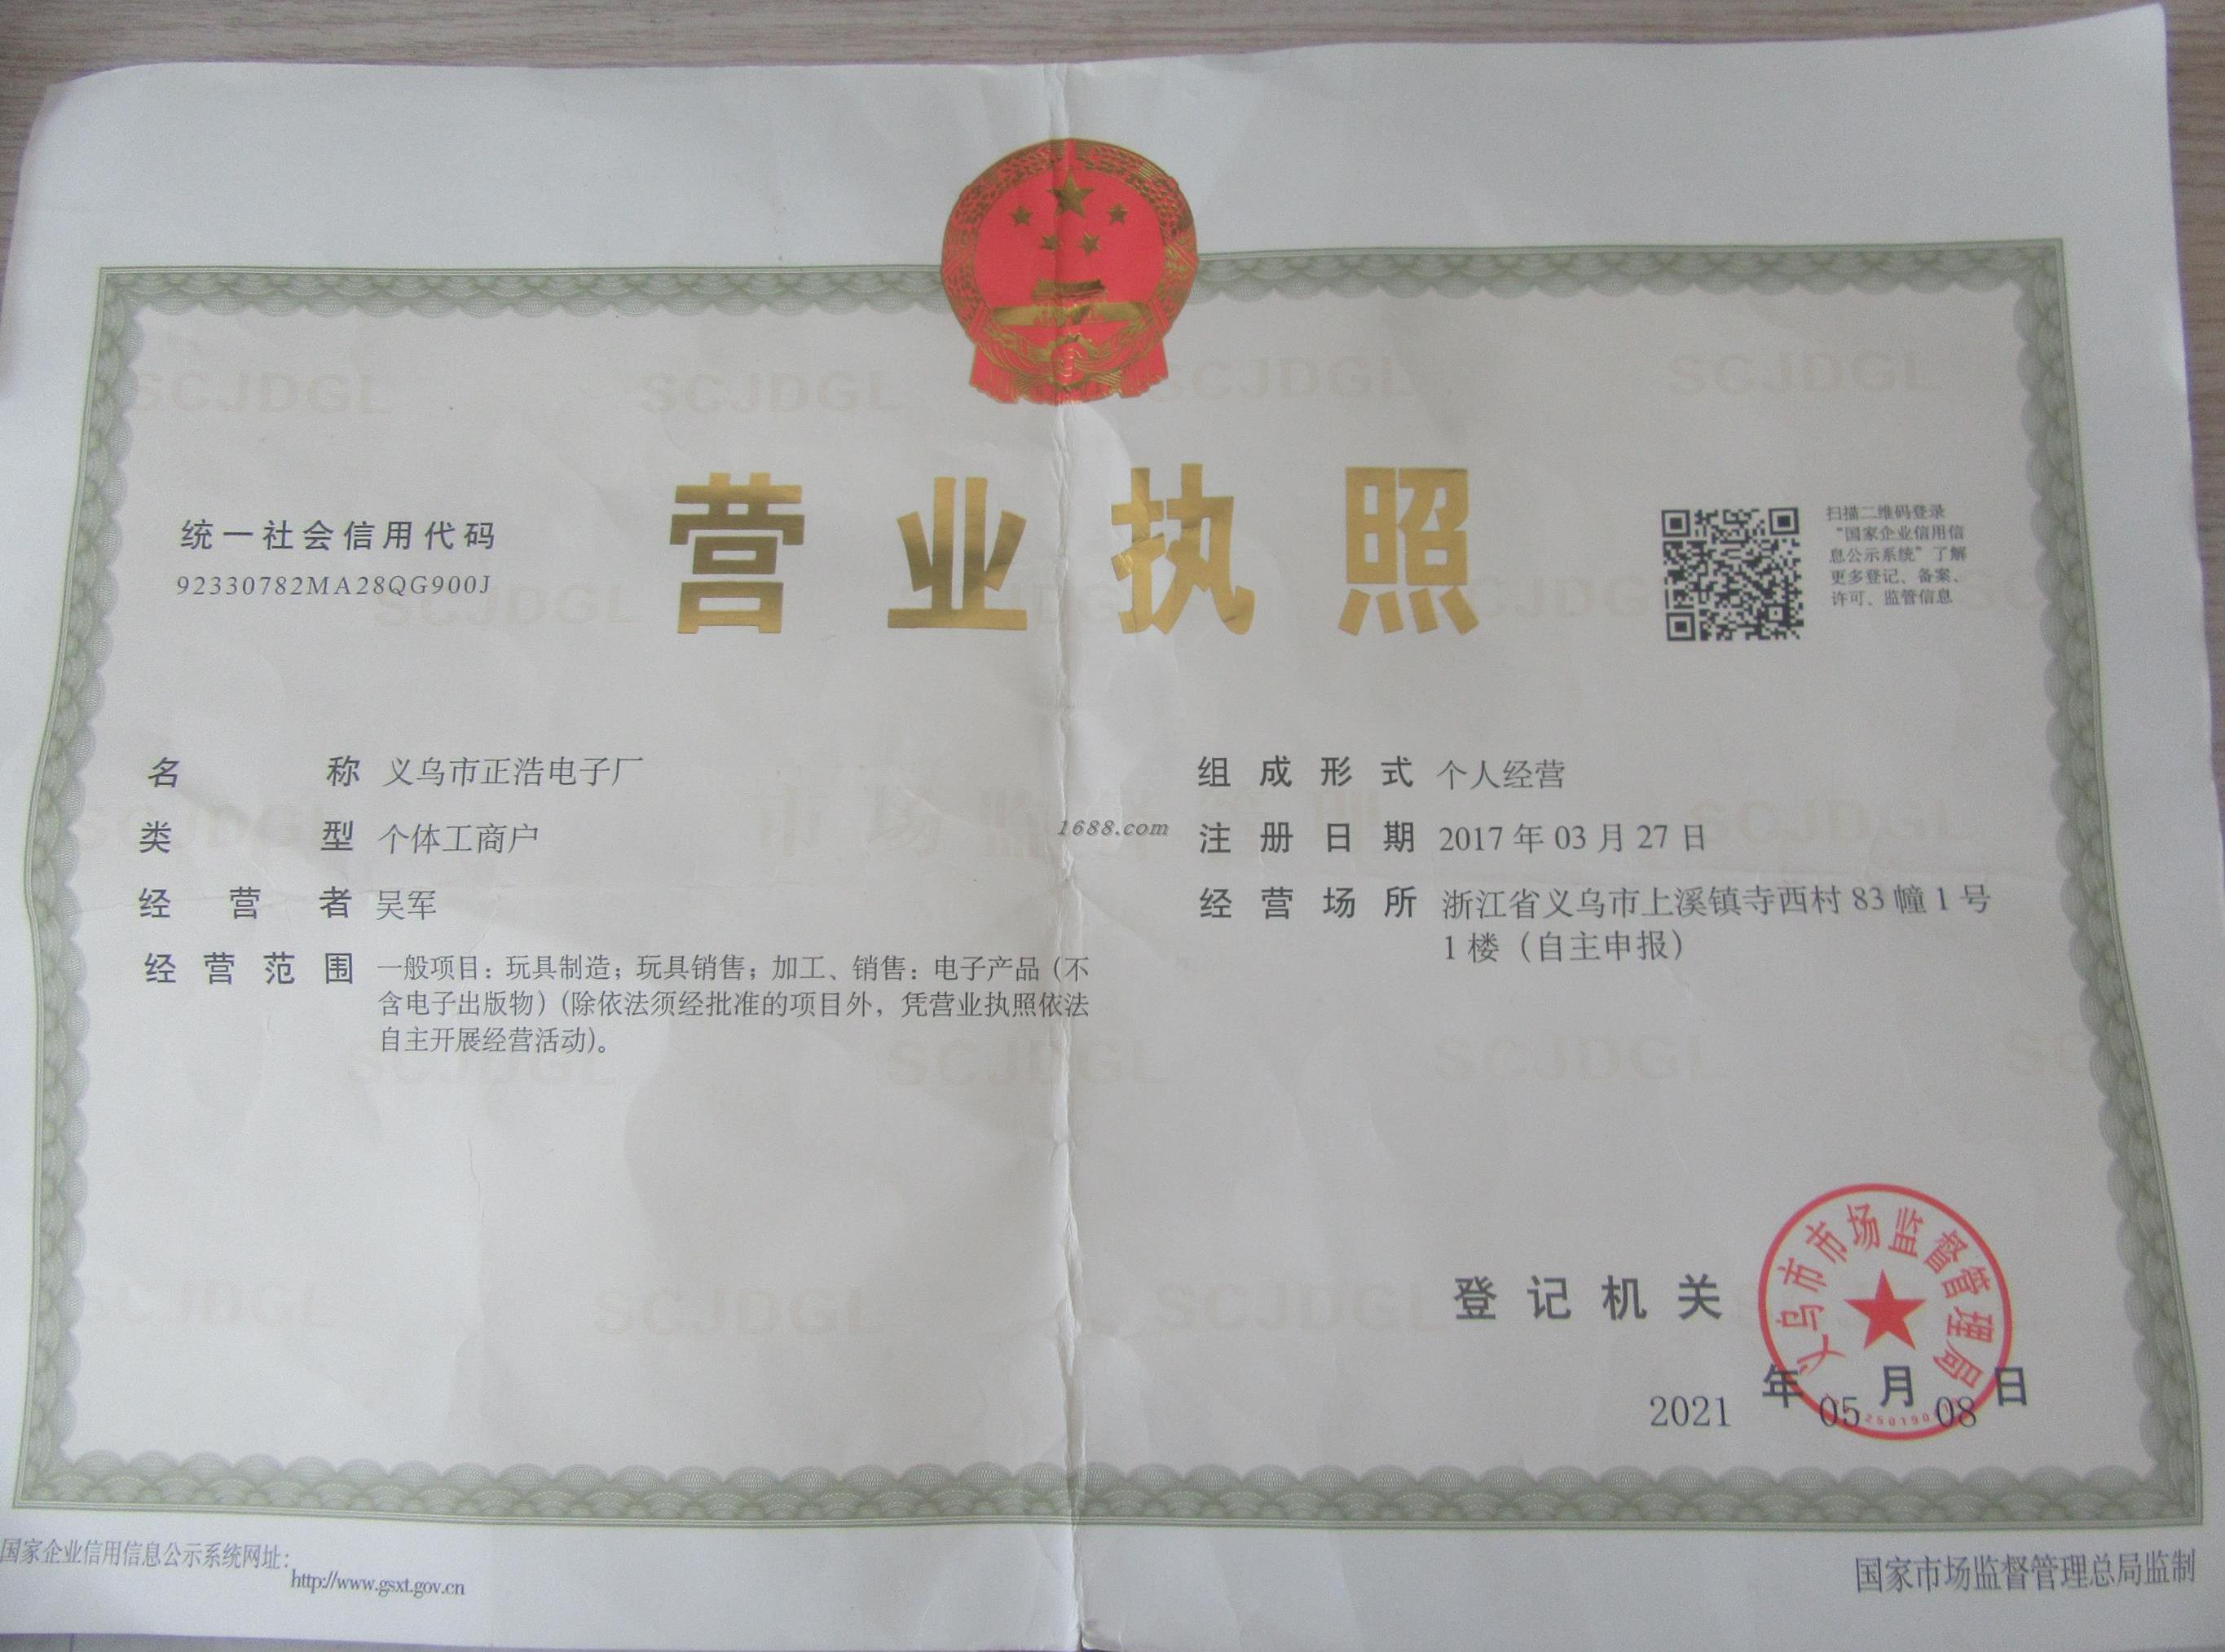 营业执照
统一社会信用代码
92330782MA28QG900J
扫描二维码登录
“国家企业信用信
息公示系统”了解
更多登记、备案、
许可、监管信息
名称 义乌市正浩电子厂
类型 个体工商户
经营者 吴军
经营范围 一般项目：玩具制造；玩具销售；加工、销售：电子产品（不
含电子出版物）(除依法须经批准的项目外，凭营业执照依法
自主开展经营活动)。
1688.com
组成形式 个人经营
注册日期 2017 年 03 月 27 日
经营场所 浙江省义乌市上溪镇寺西村 83 幢 1 号
1 楼（自主申报）
登记机关
义乌市市场监督管理局
2021 年 05 月 08 日
国家企业信用信息公示系统网址：
http://www.gsxt.gov.cn
国家市场监督管理总局监制
SCJDGL